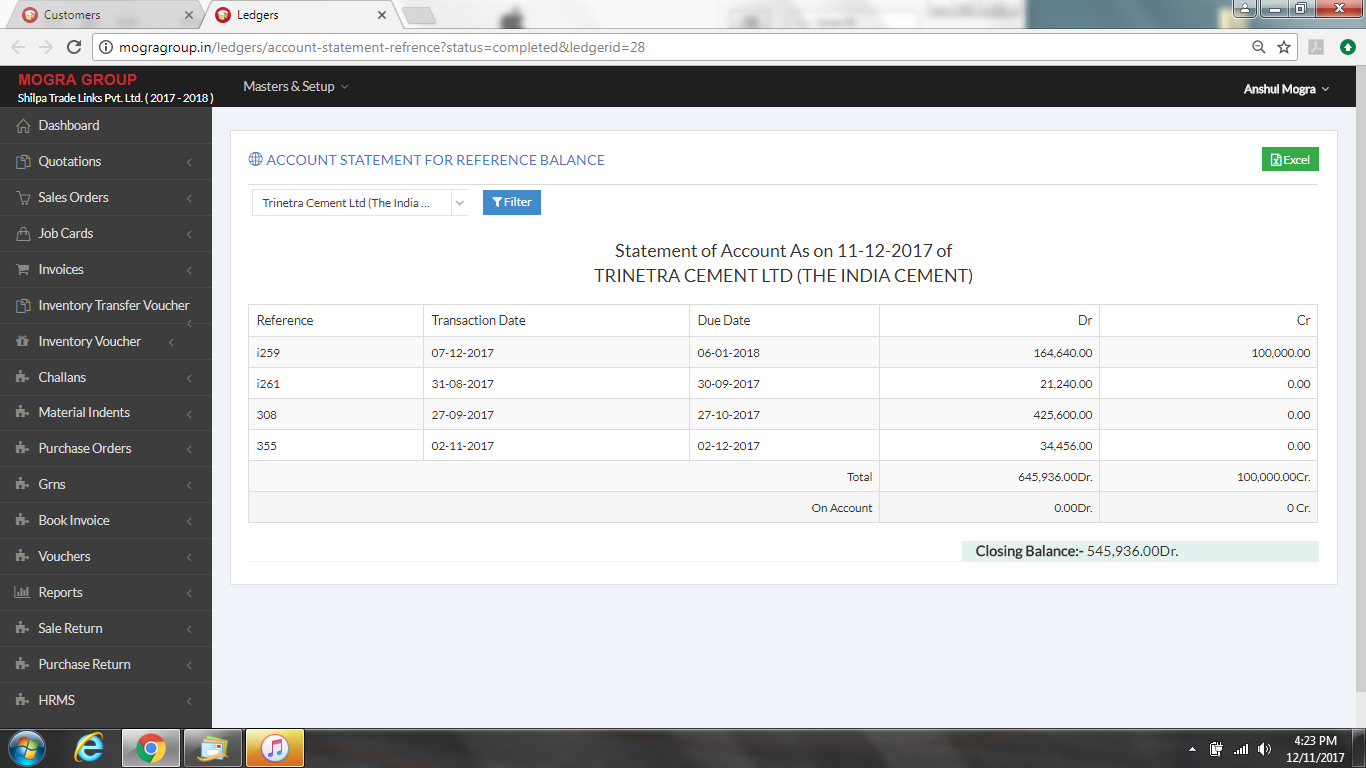 Customers
Ledgers
mogragroup.in/ledgers/account-statement-refrence?status=completed&ledgerid=28
MOGRA GROUP
Shilpa Trade Links Pvt. Ltd. ( 2017 - 2018 )
Masters & Setup
Anshul Mogra
Dashboard
Quotations
Sales Orders
Job Cards
Invoices
Inventory Transfer Voucher
Inventory Voucher
Challans
Material Indents
Purchase Orders
Grns
Book Invoice
Vouchers
Reports
Sale Return
Purchase Return
HRMS
ACCOUNT STATEMENT FOR REFERENCE BALANCE
Excel
Trinetra Cement Ltd (The India ...
Filter
Statement of Account As on 11-12-2017 of
TRINETRA CEMENT LTD (THE INDIA CEMENT)
Reference Transaction Date Due Date Dr Cr
i259 07-12-2017 06-01-2018 164,640.00 100,000.00
i261 31-08-2017 30-09-2017 21,240.00 0.00
308 27-09-2017 27-10-2017 425,600.00 0.00
355 02-11-2017 02-12-2017 34,456.00 0.00
Total 645,936.00Dr. 100,000.00Cr.
On Account 0.00Dr. 0 Cr.
Closing Balance:- 545,936.00Dr.
4:23 PM
12/11/2017